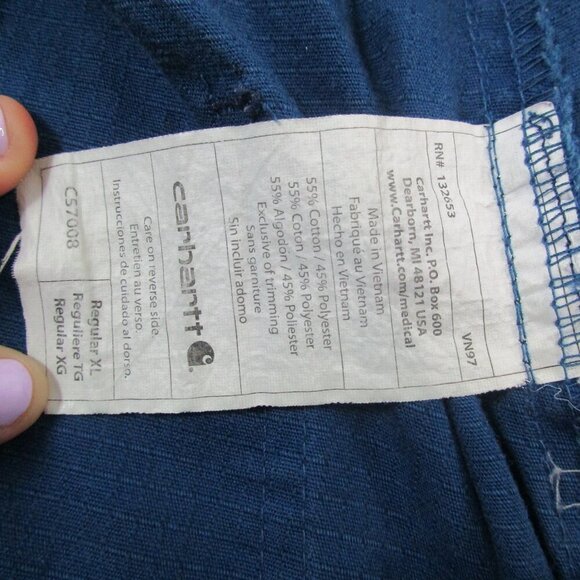 RN# 132653
VN97
Carhartt Inc. P.O. Box 600
Dearborn, MI 48121 USA
www.Carhartt.com/medical
Made in Vietnam
Fabriqué au Vietnam
Hecho en Vietnam
55% Cotton / 45% Polyester
55% Coton / 45% Polyester
55% Algodon / 45% Poliester
Exclusive of trimming
Sans garniture
Sin incluir adorno
carhartt
Care on reverse side.
Entretien au verso.
Instrucciones de cuidado al dorso.
C57008
Regular XL
Reguliere TG
Regular XG